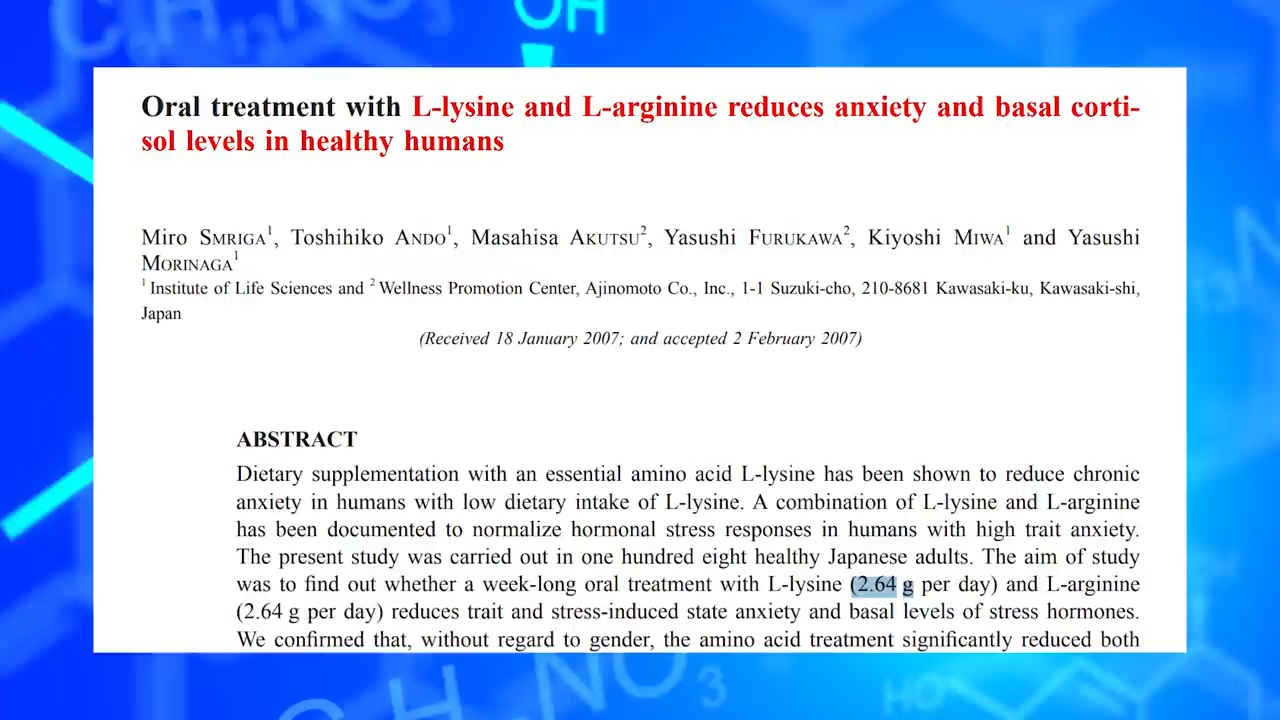 OH
Oral treatment with L-lysine and L-arginine reduces anxiety and basal corti-
sol levels in healthy humans
Miro SMRIGA1, Toshihiko ANDO1, Masahisa AKUTSU2, Yasushi FURUKAWA2, Kiyoshi MIWA1 and Yasushi
MORINAGA1
1 Institute of Life Sciences and 2 Wellness Promotion Center, Ajinomoto Co., Inc., 1-1 Suzuki-cho, 210-8681 Kawasaki-ku, Kawasaki-shi,
Japan
(Received 18 January 2007; and accepted 2 February 2007)
ABSTRACT
Dietary supplementation with an essential amino acid L-lysine has been shown to reduce chronic
anxiety in humans with low dietary intake of L-lysine. A combination of L-lysine and L-arginine
has been documented to normalize hormonal stress responses in humans with high trait anxiety.
The present study was carried out in one hundred eight healthy Japanese adults. The aim of study
was to find out whether a week-long oral treatment with L-lysine (2.64 g per day) and L-arginine
(2.64 g per day) reduces trait and stress-induced state anxiety and basal levels of stress hormones.
We confirmed that, without regard to gender, the amino acid treatment significantly reduced both
HO